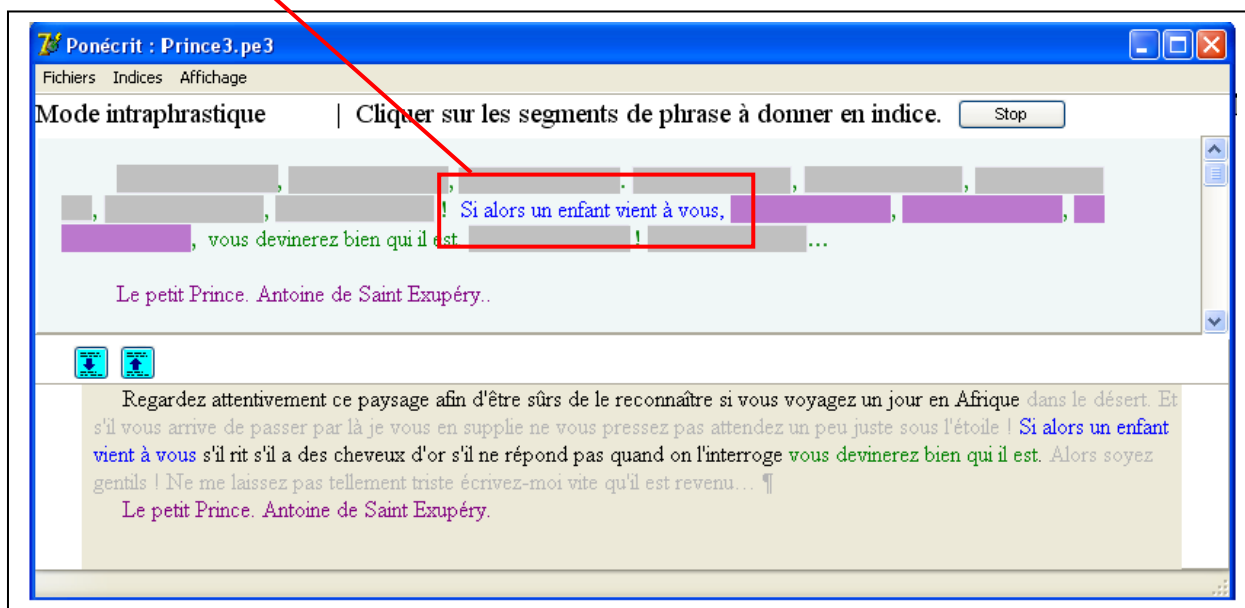 Ponécrit : Prince3.pe3
Fichiers Indices Affichage
Mode intraphrastique | Cliquer sur les segments de phrase à donner en indice. Stop
, , . , ,
, , ! Si alors un enfant vient à vous, , ,
, vous devinerez bien qui il est ! ...
Le petit Prince. Antoine de Saint Exupéry..
Regardez attentivement ce paysage afin d'être sûrs de le reconnaître si vous voyagez un jour en Afrique dans le désert. Et
s'il vous arrive de passer par là je vous en supplie ne vous pressez pas attendez un peu juste sous l'étoile ! Si alors un enfant
vient à vous s'il rit s'il a des cheveux d'or s'il ne répond pas quand on l'interroge vous devinerez bien qui il est. Alors soyez
gentils ! Ne me laissez pas tellement triste écrivez-moi vite qu'il est revenu... ¶
Le petit Prince. Antoine de Saint Exupéry.